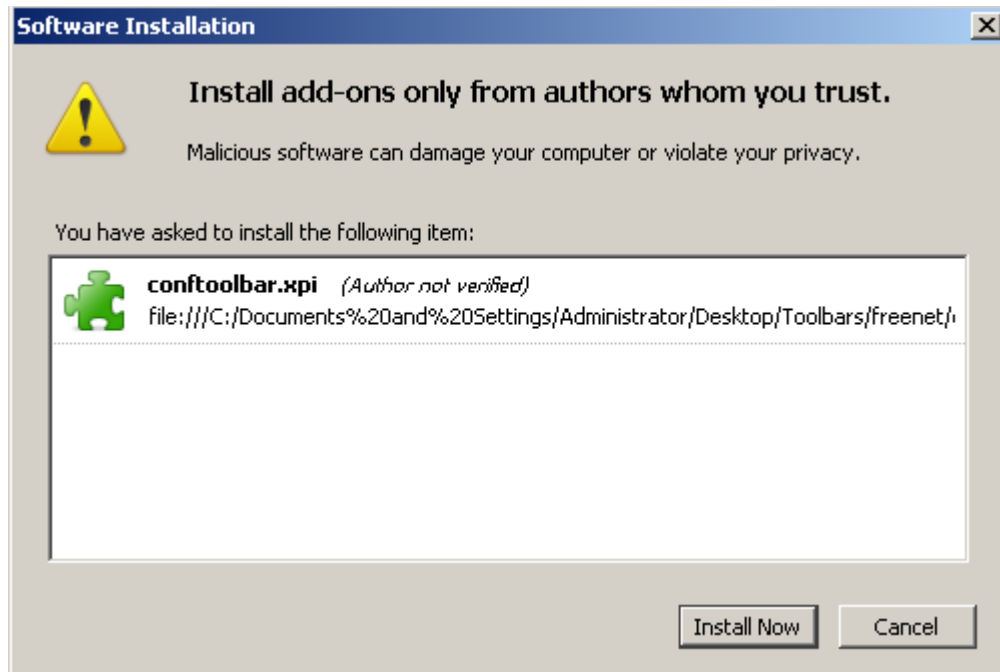 Software Installation
Install add-ons only from authors whom you trust.
Malicious software can damage your computer or violate your privacy.
You have asked to install the following item:
conftoolbar.xpi (Author not verified)
file:///C:/Documents%20and%20Settings/Administrator/Desktop/Toolbars/freenet/
Install Now Cancel